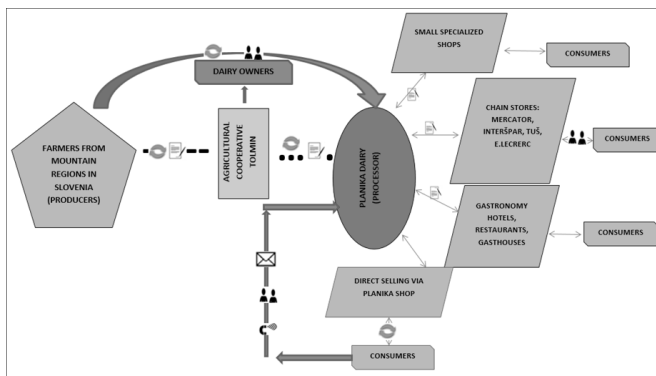 DAIRY OWNERS
FARMERS FROM
MOUNTAIN
REGIONS IN
SLOVENIA
(PRODUCERS)
AGRICULTURAL
COOPERATIVE
TOLMIN
PLANIKA DAIRY
(PROCESSOR)
SMALL SPECIALIZED
SHOPS
CONSUMERS
CHAIN STORES:
MERCATOR,
INTERŠPAR, TUŠ,
E.LECRERC
CONSUMERS
GASTRONOMY
HOTELS,
RESTAURANTS,
GASTHOUSES
CONSUMERS
DIRECT SELLING VIA
PLANIKA SHOP
CONSUMERS